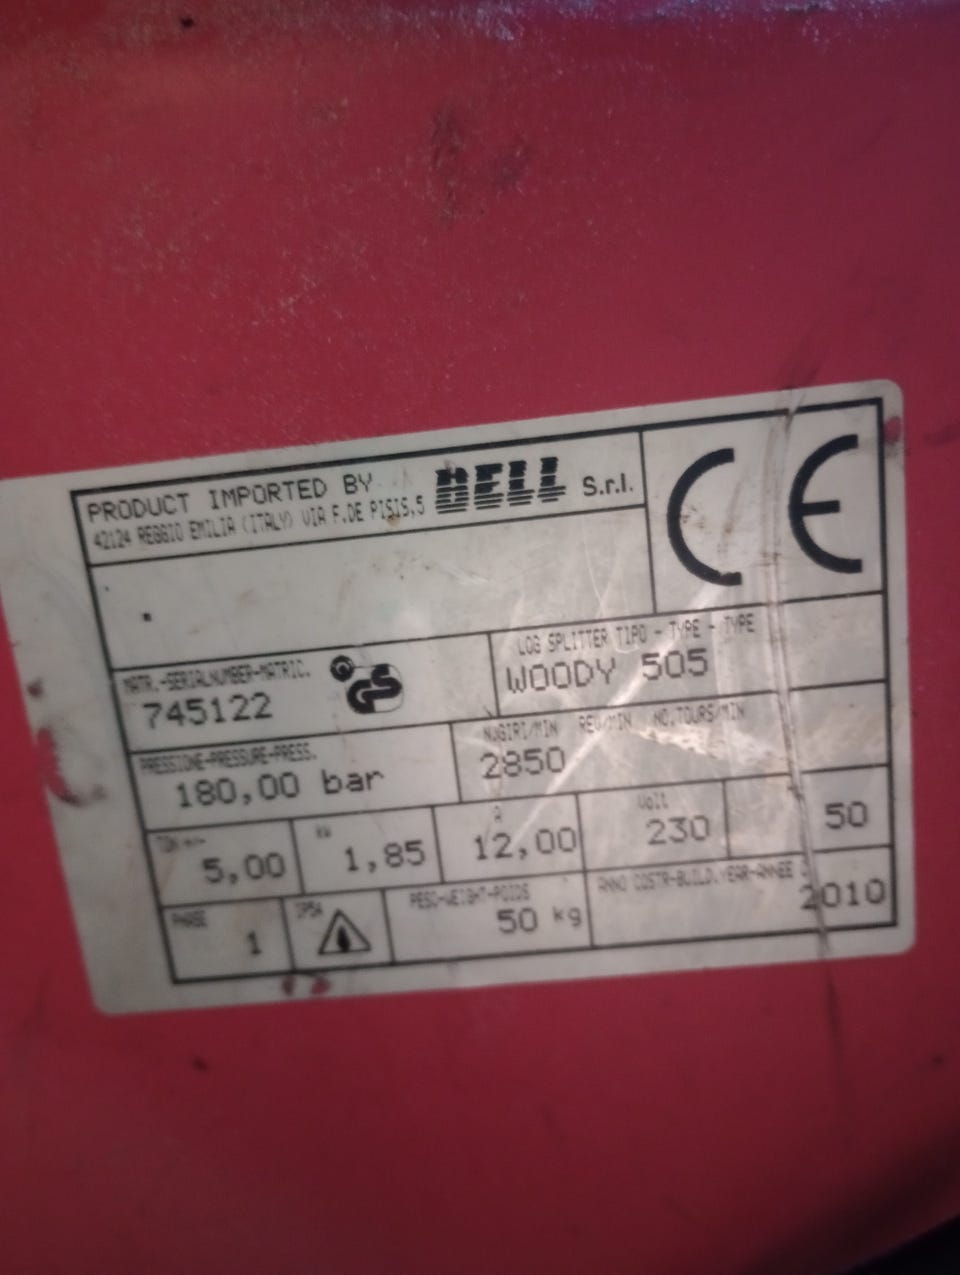 PRODUCT IMPORTED BY BELL S.r.l.
42124 REGGIO EMILIA (ITALY) VIA F.DE PISIS,5
CE
MATR.-SERIALNUMBER-MATRIC.
745122
GS
LOG SPLITTER TIPO - TYPE - TYPE
WOODY 505
PRESSIONE-PRESSURE-PRESS.
180,00 bar
N.GIRI/MIN REV/MIN NO.TOURS/MIN
2850
TON +/-
5,00
kW
1,85
A
12,00
Volt
230
50
PHASE
1
IP54
PESO-WEIGHT-POIDS
50 kg
ANNO COSTR-BUILD.YEAR-ANNEE
2010